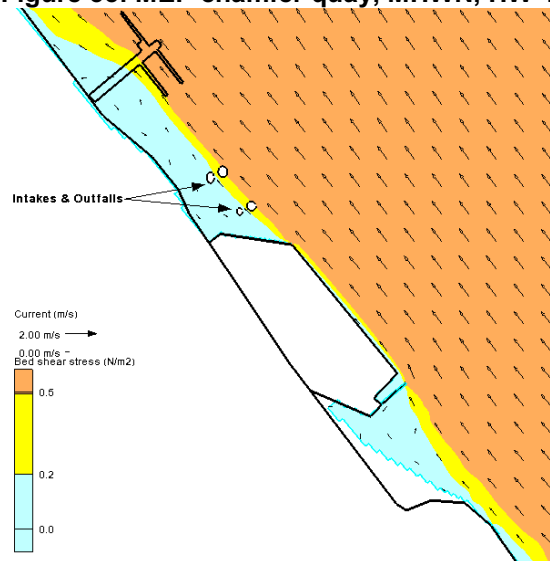 Intakes & Outfalls
Current (m/s)
2.00 m/s
0.00 m/s
Bed shear stress (N/m2)
0.5
0.2
0.0